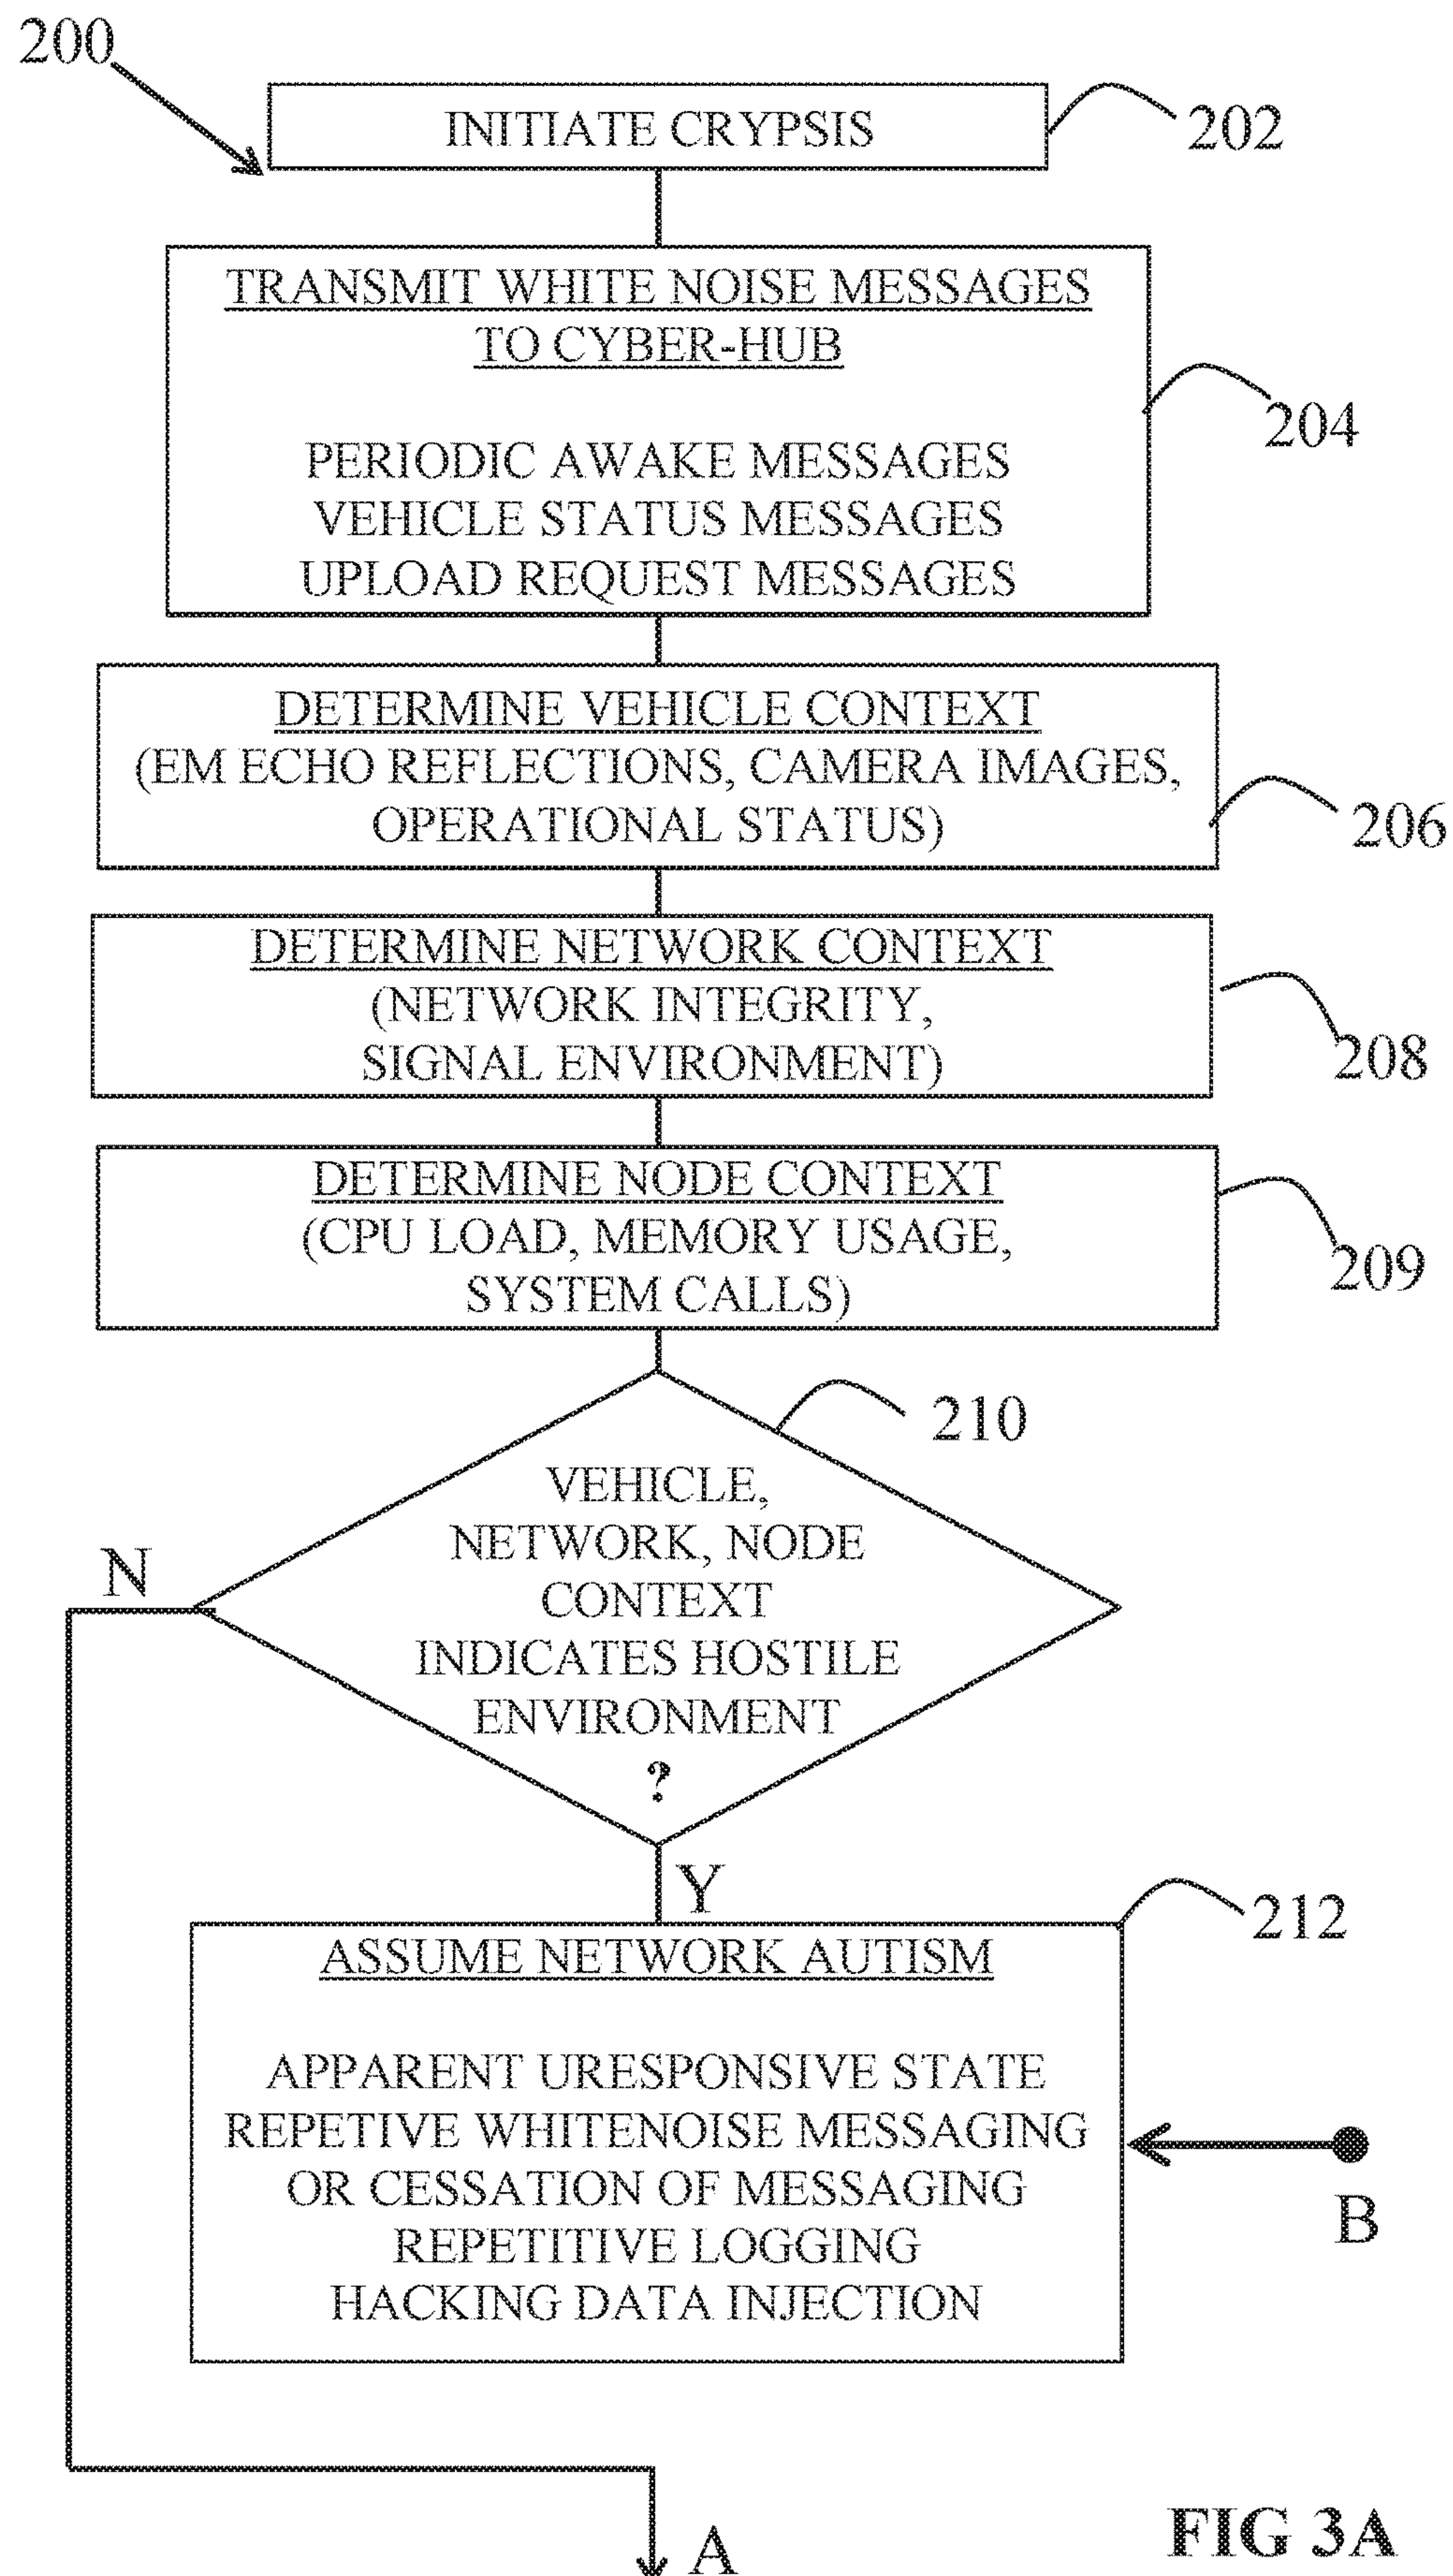 200
INITIATE CRYPSIS
202
TRANSMIT WHITE NOISE MESSAGES
TO CYBER-HUB
204
PERIODIC AWAKE MESSAGES
VEHICLE STATUS MESSAGES
UPLOAD REQUEST MESSAGES
DETERMINE VEHICLE CONTEXT
(EM ECHO REFLECTIONS, CAMERA IMAGES,
OPERATIONAL STATUS)
206
DETERMINE NETWORK CONTEXT
(NETWORK INTEGRITY,
SIGNAL ENVIRONMENT)
208
DETERMINE NODE CONTEXT
(CPU LOAD, MEMORY USAGE,
SYSTEM CALLS)
209
210
VEHICLE,
NETWORK, NODE
CONTEXT
INDICATES HOSTILE
ENVIRONMENT
?
N
Y
212
ASSUME NETWORK AUTISM
APPARENT URESPONSIVE STATE
REPETIVE WHITENOISE MESSAGING
OR CESSATION OF MESSAGING
REPETITIVE LOGGING
HACKING DATA INJECTION
B
A
FIG 3A